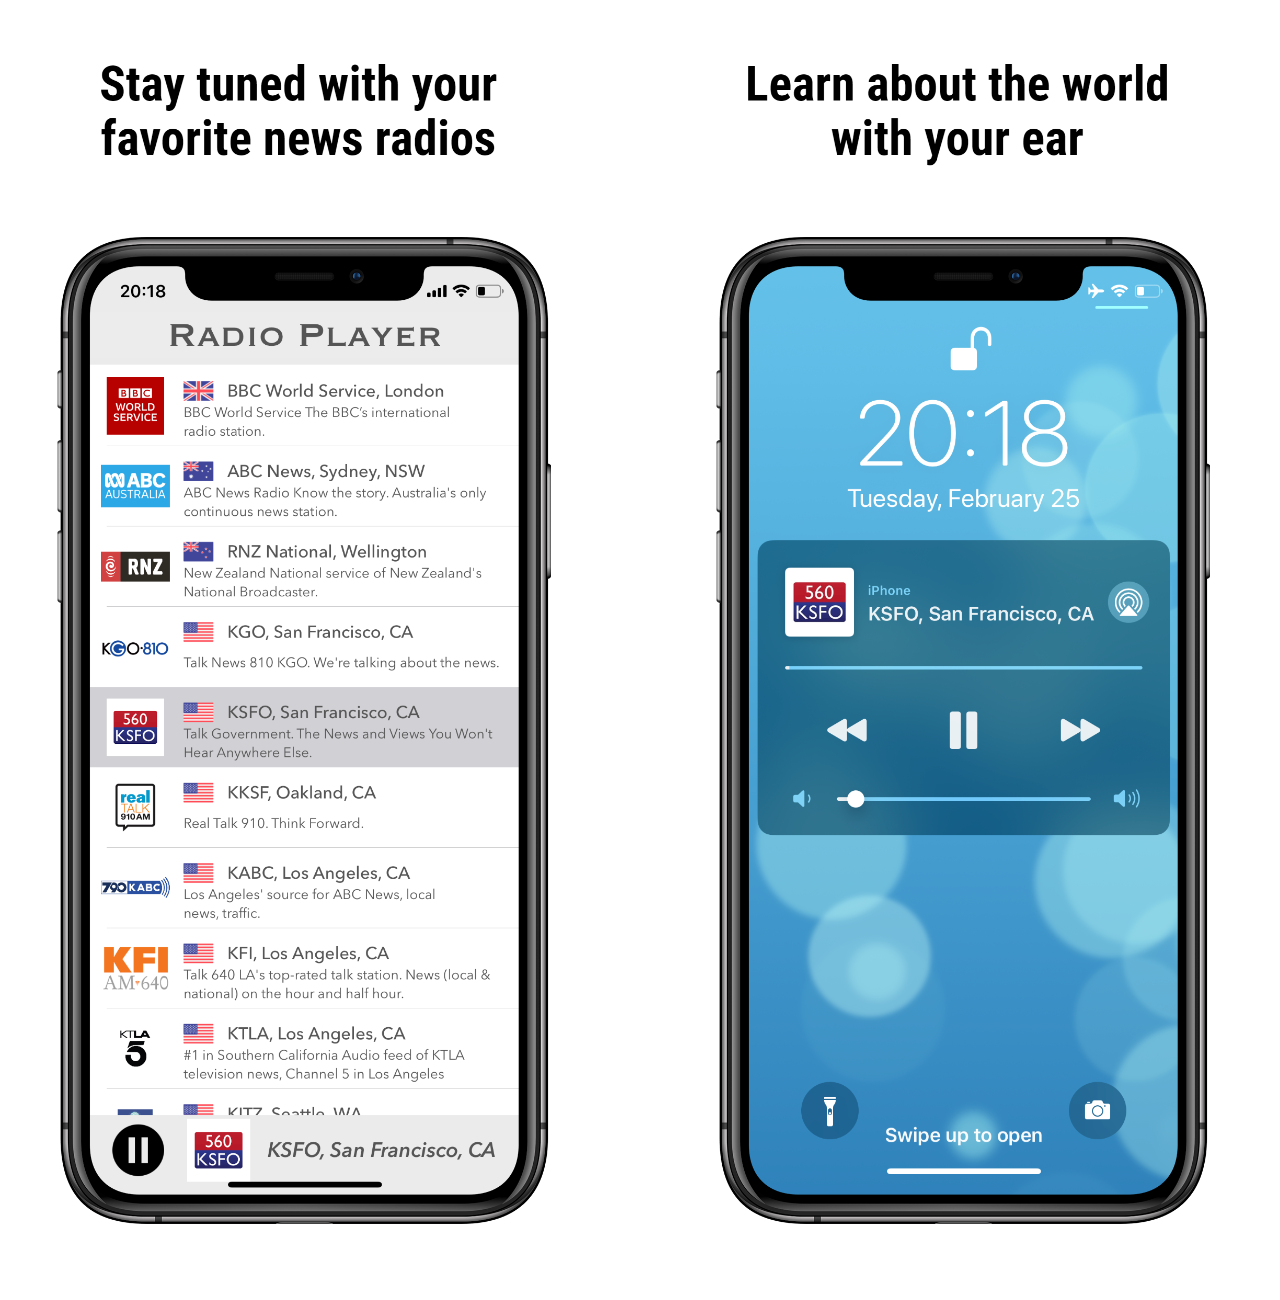 Stay tuned with your
favorite news radios
20:18
RADIO PLAYER
BBC
WORLD
SERVICE
BBC World Service, London
BBC World Service The BBC's international
radio station.
ABC
AUSTRALIA
ABC News, Sydney, NSW
ABC News Radio Know the story. Australia's only
continuous news station.
RNZ
RNZ National, Wellington
New Zealand National service of New Zealand's
National Broadcaster.
KGO·810
KGO, San Francisco, CA
Talk News 810 KGO. We're talking about the news.
560
KSFO
KSFO, San Francisco, CA
Talk Government. The News and Views You Won't
Hear Anywhere Else.
real
TALK
910 AM
KKSF, Oakland, CA
Real Talk 910. Think Forward.
790 KABC
KABC, Los Angeles, CA
Los Angeles' source for ABC News, local
news, traffic.
KFI
AM·640
KFI, Los Angeles, CA
Talk 640 LA's top-rated talk station. News (local &
national) on the hour and half hour.
KTLA
5
KTLA, Los Angeles, CA
#1 in Southern California Audio feed of KTLA
television news, Channel 5 in Los Angeles
KITZ, Seattle, WA
560
KSFO
KSFO, San Francisco, CA
Learn about the world
with your ear
20:18
Tuesday, February 25
560
KSFO
iPhone
KSFO, San Francisco, CA
Swipe up to open